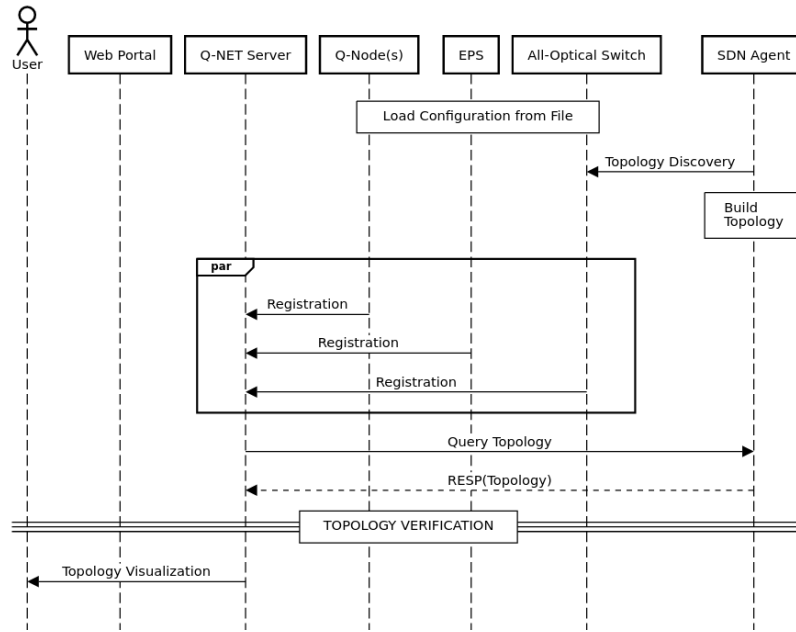 User
Web Portal
Q-NET Server
Q-Node(s)
EPS
All-Optical Switch
SDN Agent
Load Configuration from File
Topology Discovery
Build
Topology
par
Registration
Registration
Registration
Query Topology
RESP(Topology)
TOPOLOGY VERIFICATION
Topology Visualization